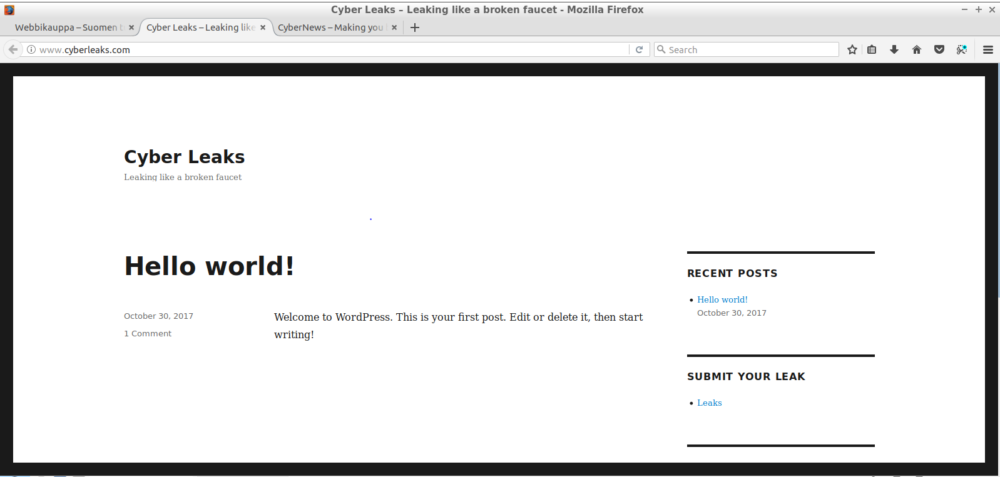 Cyber Leaks – Leaking like a broken faucet - Mozilla Firefox
Webbikauppa – Suomen
Cyber Leaks – Leaking like
CyberNews – Making you
www.cyberleaks.com
Search
Cyber Leaks
Leaking like a broken faucet
Hello world!
October 30, 2017
1 Comment
Welcome to WordPress. This is your first post. Edit or delete it, then start
writing!
RECENT POSTS
Hello world!
October 30, 2017
SUBMIT YOUR LEAK
Leaks